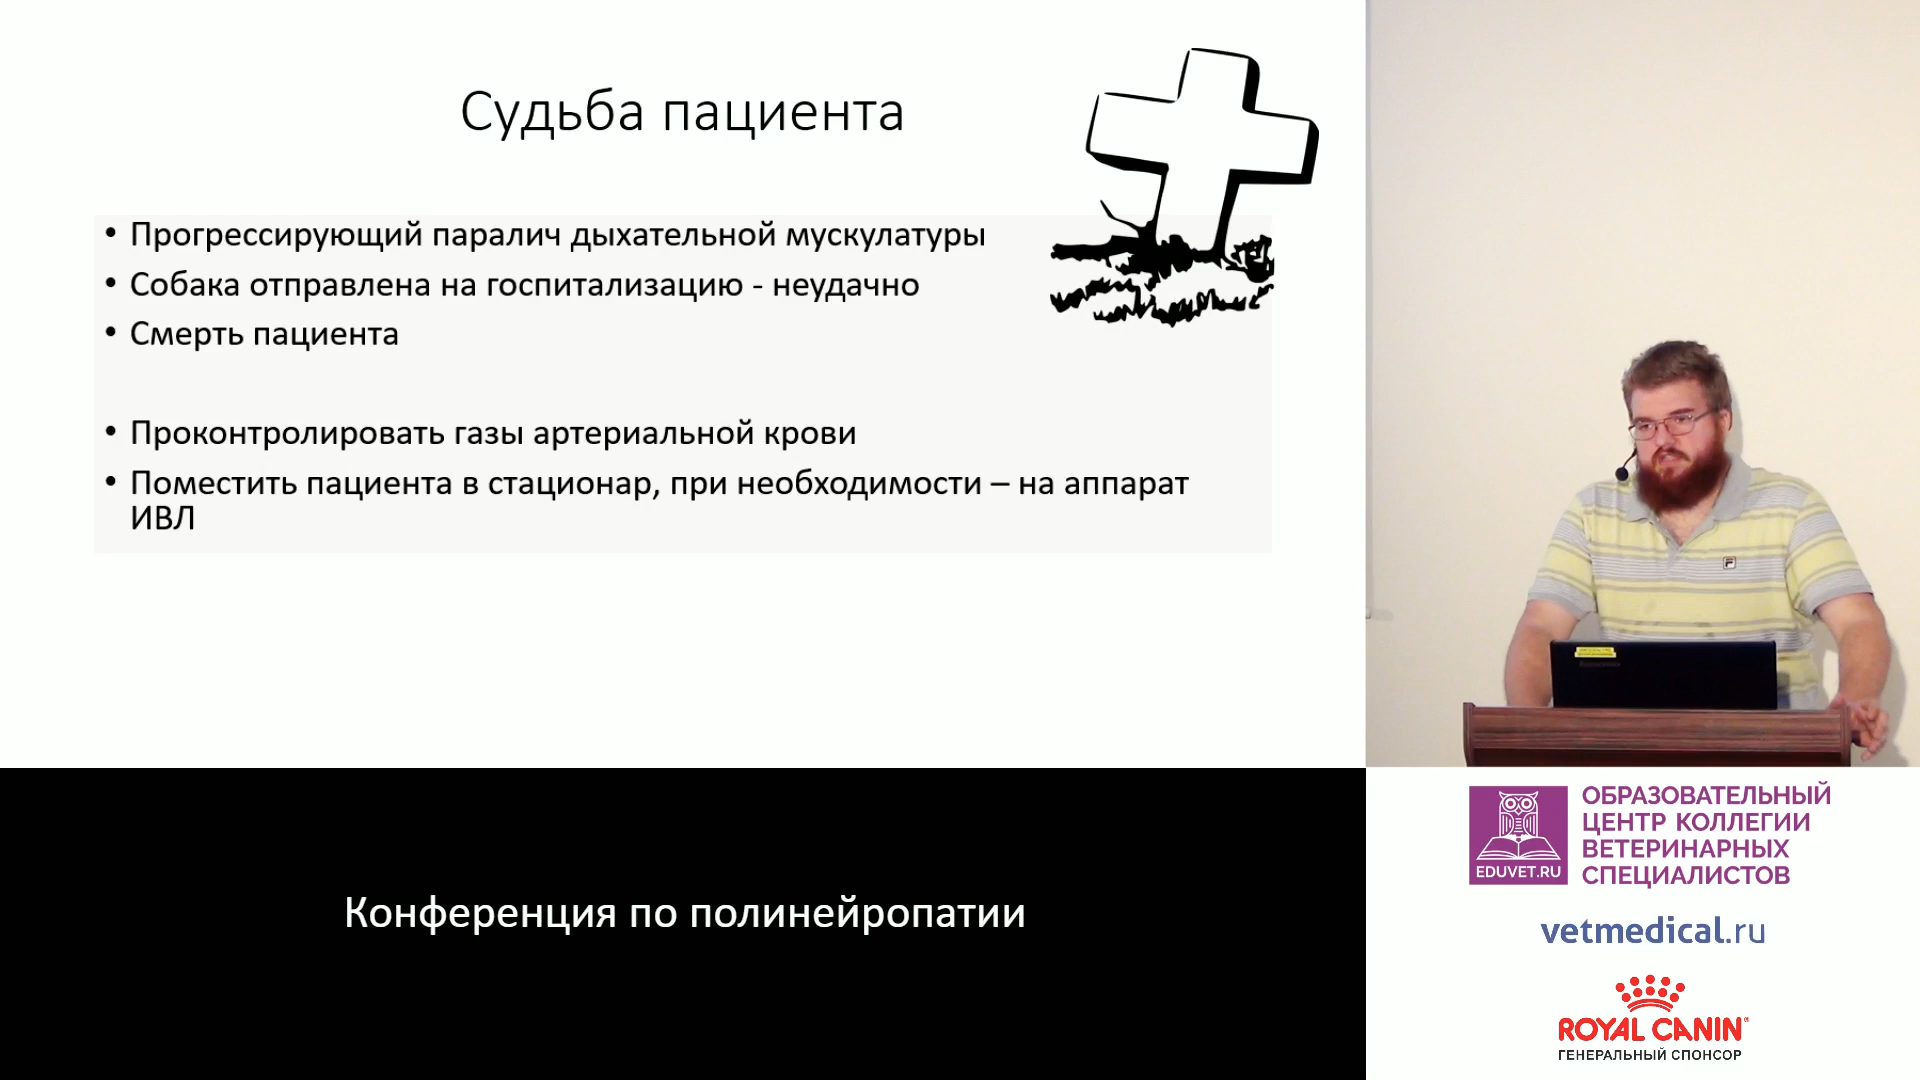 Судьба пациента
• Прогрессирующий паралич дыхательной мускулатуры
• Собака отправлена на госпитализацию - неудачно
• Смерть пациента
• Проконтролировать газы артериальной крови
• Поместить пациента в стационар, при необходимости – на аппарат
ИВЛ
F
Конференция по полинейропатии
EDUVET.RU
ОБРАЗОВАТЕЛЬНЫЙ
ЦЕНТР КОЛЛЕГИИ
ВЕТЕРИНАРНЫХ
СПЕЦИАЛИСТОВ
vetmedical.ru
ROYAL CANIN
ГЕНЕРАЛЬНЫЙ СПОНСОР